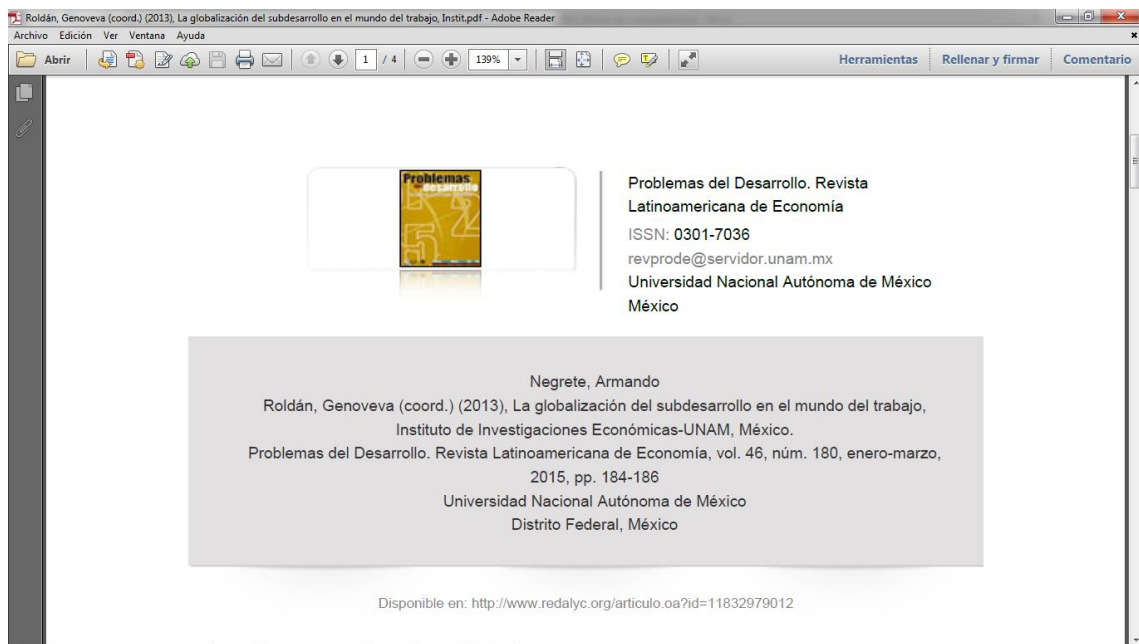 Roldán, Genoveva (coord.) (2013), La globalización del subdesarrollo en el mundo del trabajo, Instit.pdf - Adobe Reader
Archivo Edición Ver Ventana Ayuda
Abrir 1 / 4 139% Herramientas Rellenar y firmar Comentario
Problemas
desarrollo
Problemas del Desarrollo. Revista
Latinoamericana de Economía
ISSN: 0301-7036
revprode@servidor.unam.mx
Universidad Nacional Autónoma de México
México
Negrete, Armando
Roldán, Genoveva (coord.) (2013), La globalización del subdesarrollo en el mundo del trabajo,
Instituto de Investigaciones Económicas-UNAM, México.
Problemas del Desarrollo. Revista Latinoamericana de Economía, vol. 46, núm. 180, enero-marzo,
2015, pp. 184-186
Universidad Nacional Autónoma de México
Distrito Federal, México
Disponible en: http://www.redalyc.org/articulo.oa?id=11832979012